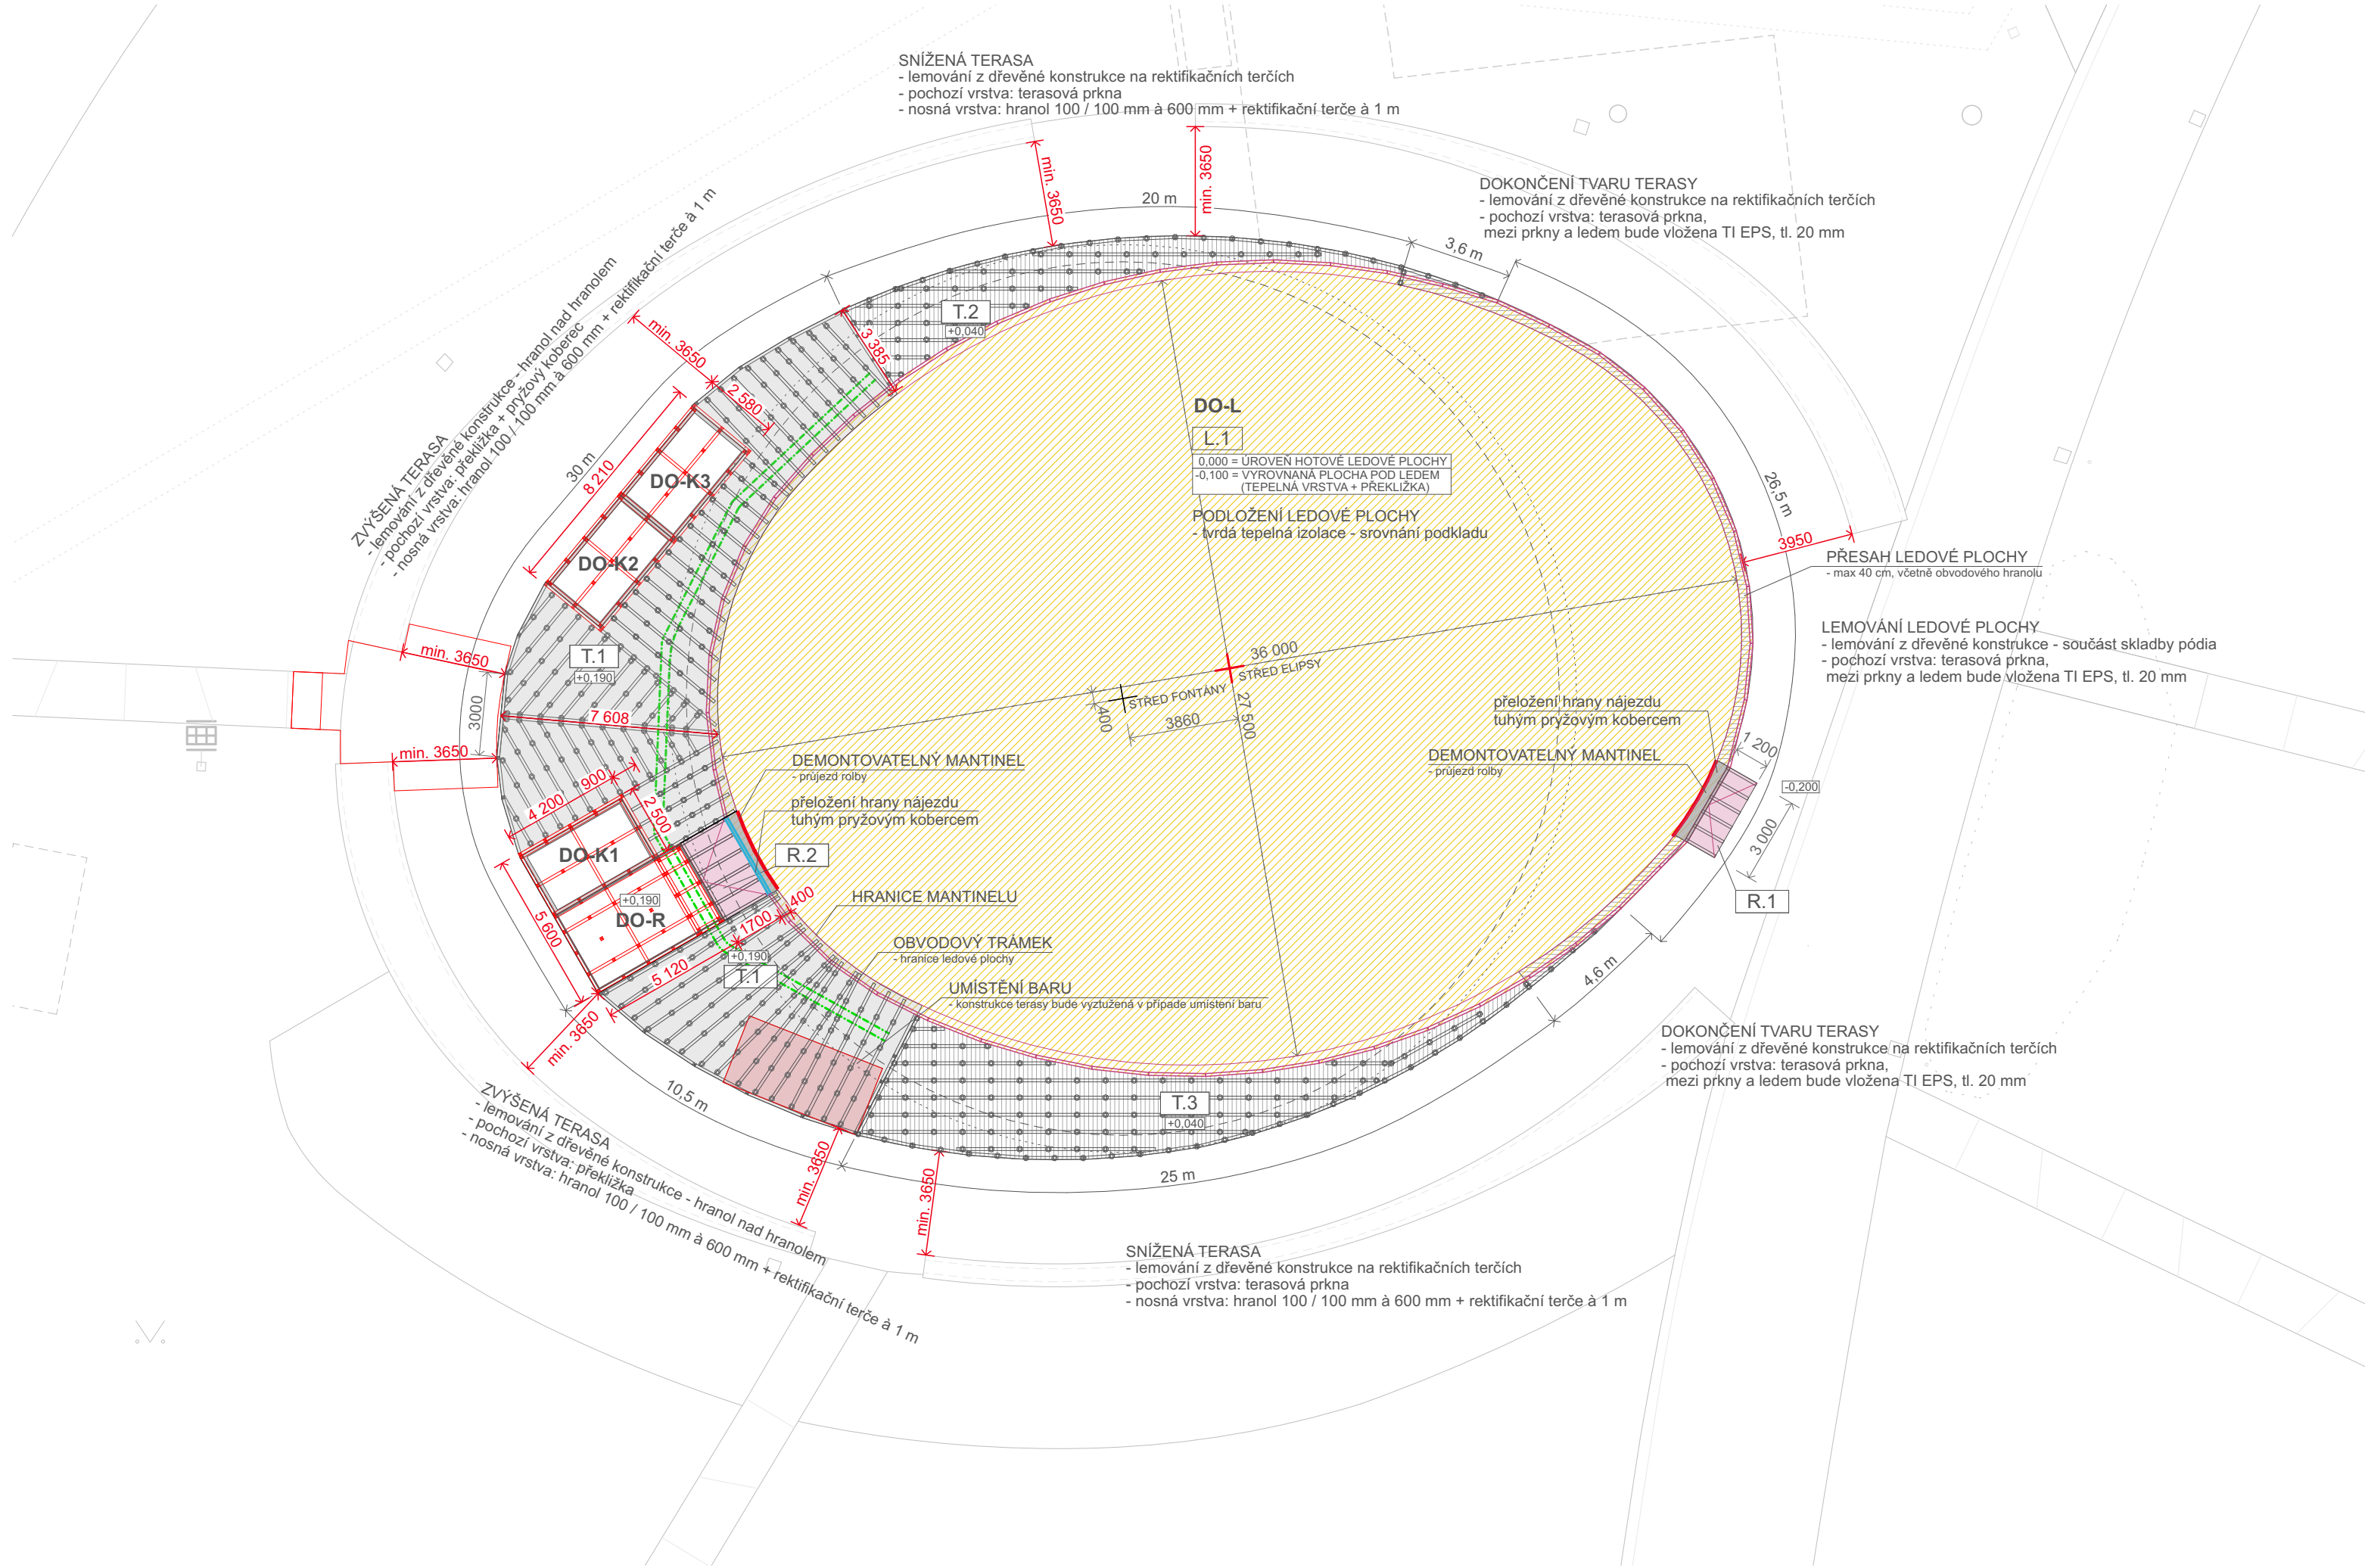 SNÍŽENÁ TERASA
- lemování z dřevěné konstrukce na rektifikačních terčích
- pochozí vrstva: terasová prkna
- nosná vrstva: hranol 100 / 100 mm à 600 mm + rektifikační terče à 1 m
min. 3650
min. 3650
20 m
DOKONČENÍ TVARU TERASY
- lemování z dřevěné konstrukce na rektifikačních terčích
- pochozí vrstva: terasová prkna,
mezi prkny a ledem bude vložena TI EPS, tl. 20 mm
3,6 m
ZVÝŠENÁ TERASA
- lemování z dřevěné konstrukce - hranol nad hranolem
- pochozí vrstva: překližka + pryžový koberec
- nosná vrstva: hranol 100 / 100 mm à 600 mm + rektifikační terče à 1 m
min. 3650
2 580
3 385
T.2
+0,040
30 m
8 210
DO-K3
DO-K2
DO-L
L.1
0,000 = ÚROVEŇ HOTOVÉ LEDOVÉ PLOCHY
-0,100 = VYROVNANÁ PLOCHA POD LEDEM
(TEPELNÁ VRSTVA + PŘEKLIŽKA)
PODLOŽENÍ LEDOVÉ PLOCHY
- tvrdá tepelná izolace - srovnání podkladu
26,5 m
3950
PŘESAH LEDOVÉ PLOCHY
- max 40 cm, včetně obvodového hranolu
LEMOVÁNÍ LEDOVÉ PLOCHY
- lemování z dřevěné konstrukce - součást skladby pódia
- pochozí vrstva: terasová prkna,
mezi prkny a ledem bude vložena TI EPS, tl. 20 mm
min. 3650
T.1
+0,190
3000
7 608
min. 3650
36 000
STŘED ELIPSY
STŘED FONTÁNY
400
3860
27 500
přeložení hrany nájezdu
tuhým pryžovým kobercem
DEMONTOVATELNÝ MANTINEL
- průjezd rolby
1 200
-0,200
3 000
R.1
DEMONTOVATELNÝ MANTINEL
- průjezd rolby
přeložení hrany nájezdu
tuhým pryžovým kobercem
R.2
4 200
900
2 500
DO-K1
+0,190
DO-R
5 600
5 120
1700
400
HRANICE MANTINELU
OBVODOVÝ TRÁMEK
- hranice ledové plochy
+0,190
T.1
UMÍSTĚNÍ BARU
- konstrukce terasy bude vyztužená v případe umístení baru
min. 3650
10,5 m
4,6 m
DOKONČENÍ TVARU TERASY
- lemování z dřevěné konstrukce na rektifikačních terčích
- pochozí vrstva: terasová prkna,
mezi prkny a ledem bude vložena TI EPS, tl. 20 mm
T.3
+0,040
ZVÝŠENÁ TERASA
- lemování z dřevěné konstrukce - hranol nad hranolem
- pochozí vrstva: překližka
- nosná vrstva: hranol 100 / 100 mm à 600 mm + rektifikační terče à 1 m
min. 3650
min. 3650
25 m
SNÍŽENÁ TERASA
- lemování z dřevěné konstrukce na rektifikačních terčích
- pochozí vrstva: terasová prkna
- nosná vrstva: hranol 100 / 100 mm à 600 mm + rektifikační terče à 1 m